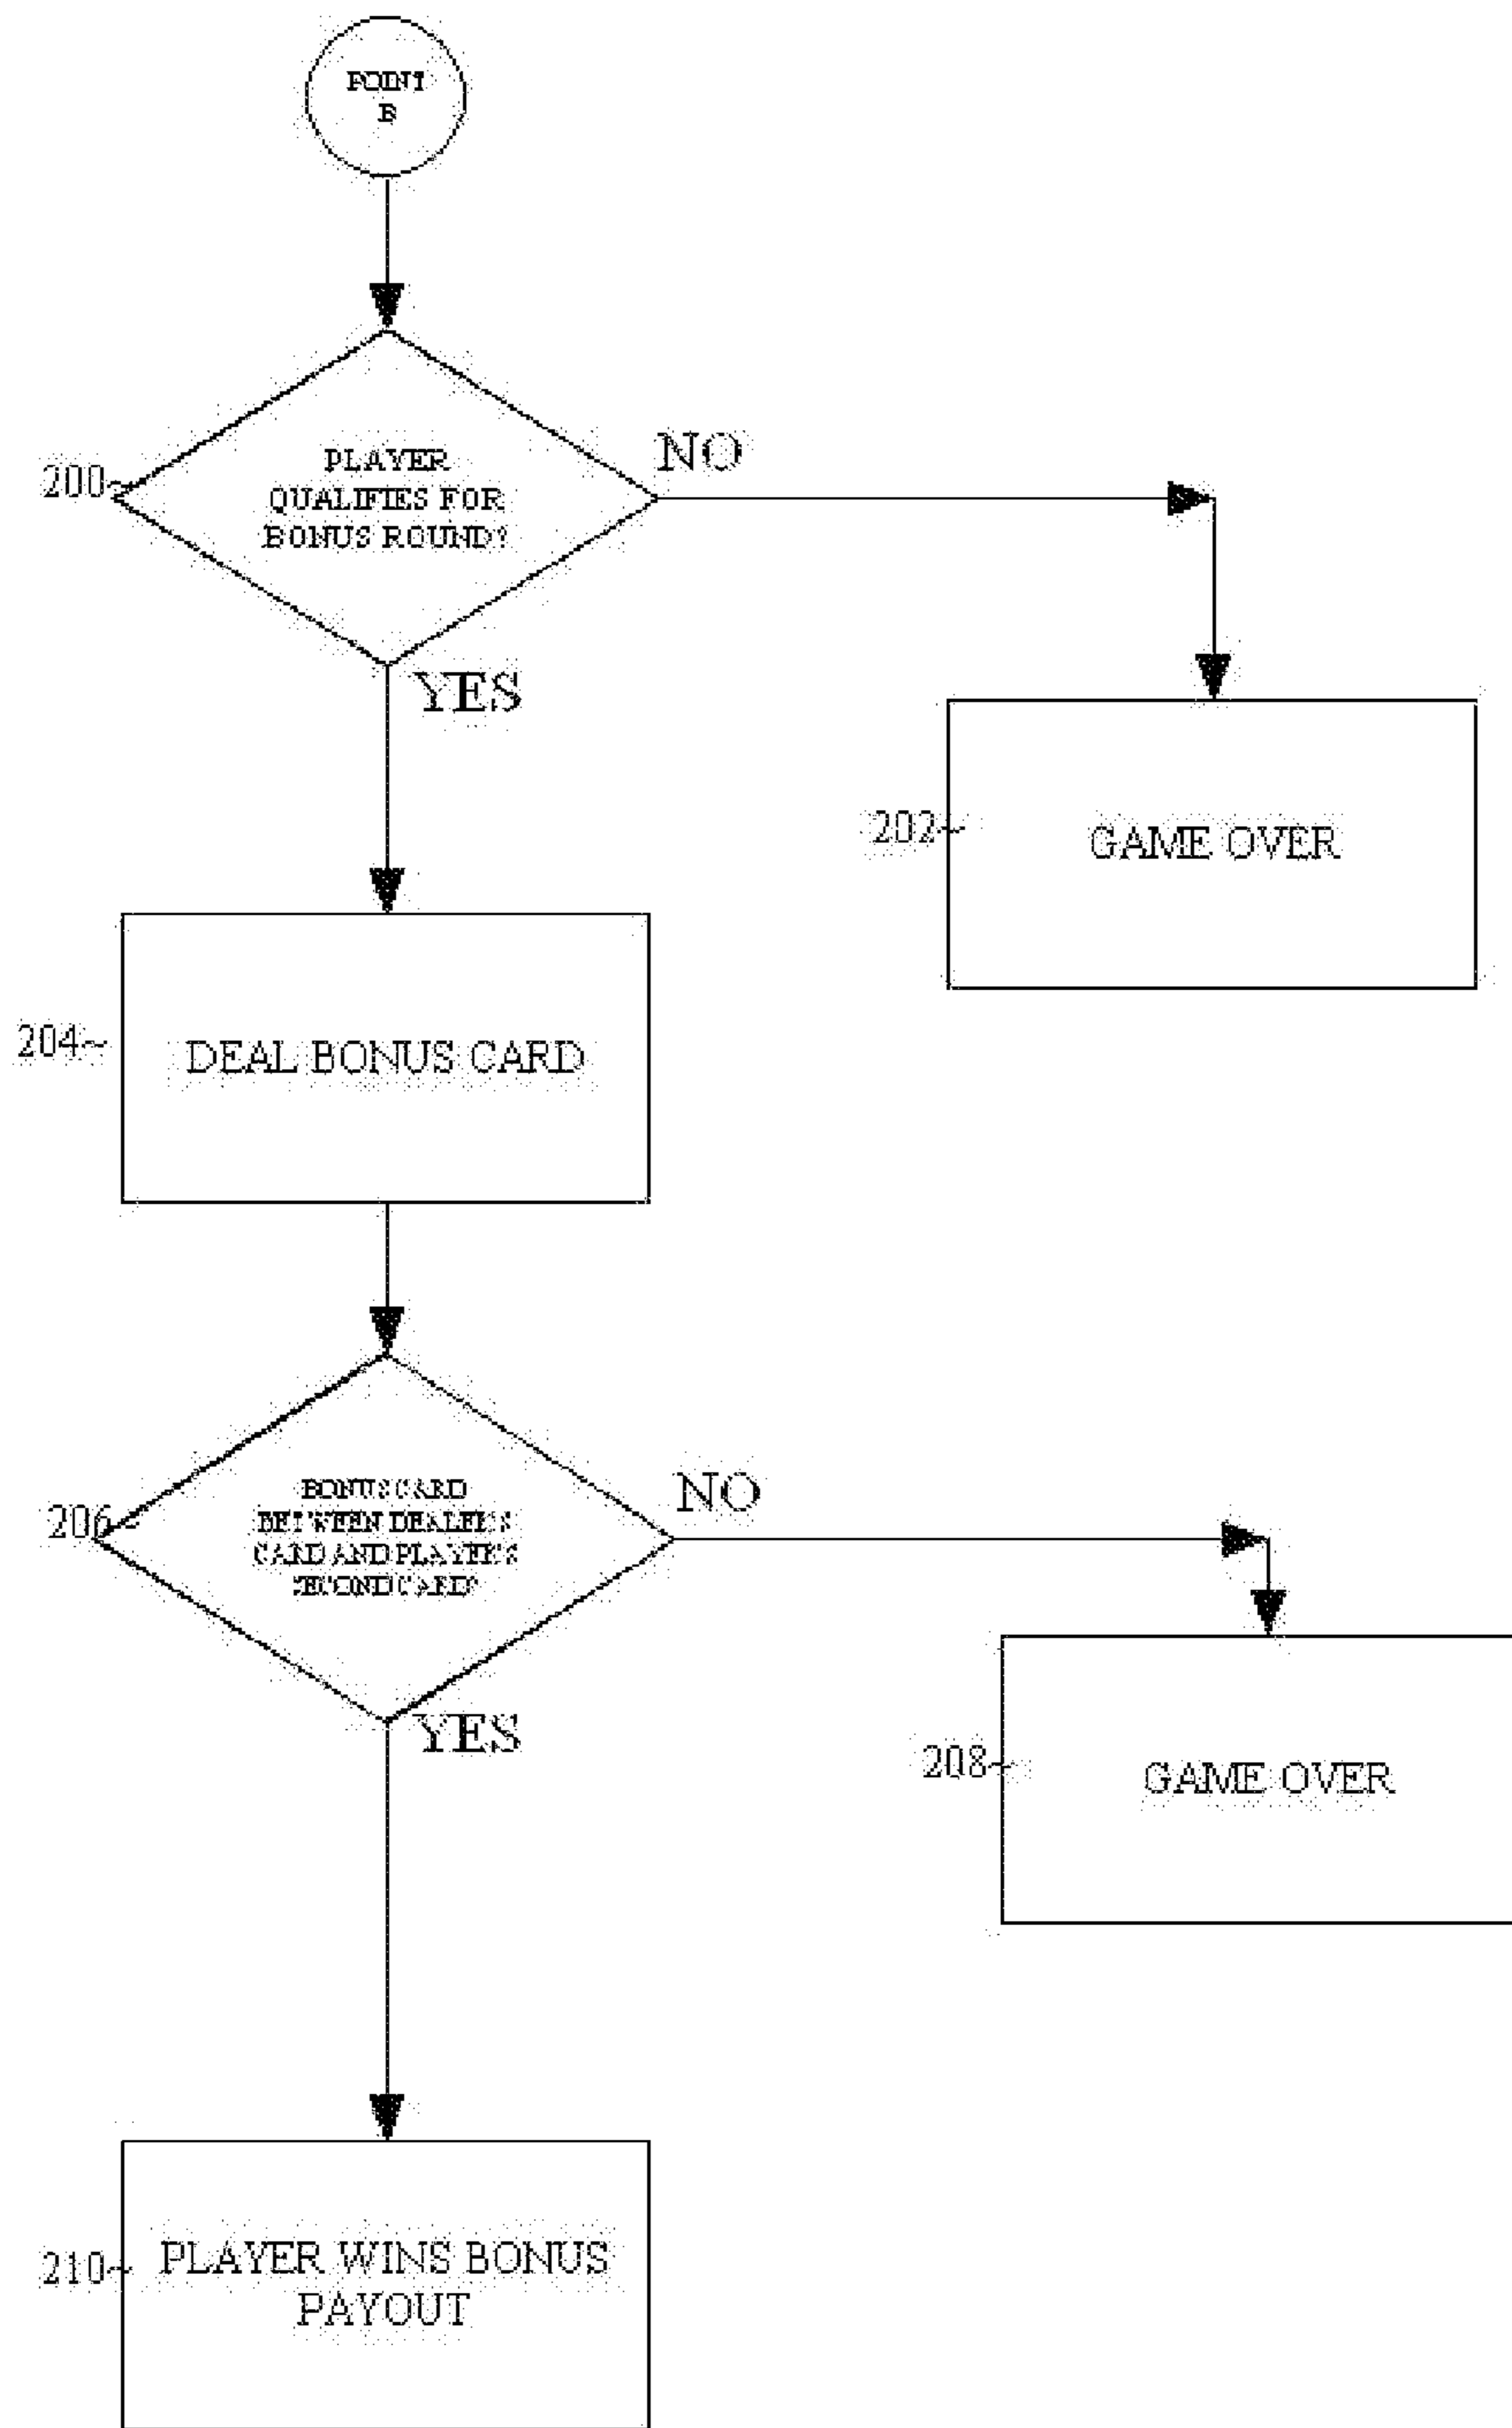 POINT
B
PLAYER
QUALIFIES FOR
BONUS ROUND?
200
NO
YES
202
GAME OVER
204
DEAL BONUS CARD
BONUS CARD
BETWEEN DEALER'S
CARD AND PLAYER'S
SECOND CARD?
206
NO
YES
208
GAME OVER
210
PLAYER WINS BONUS
PAYOUT